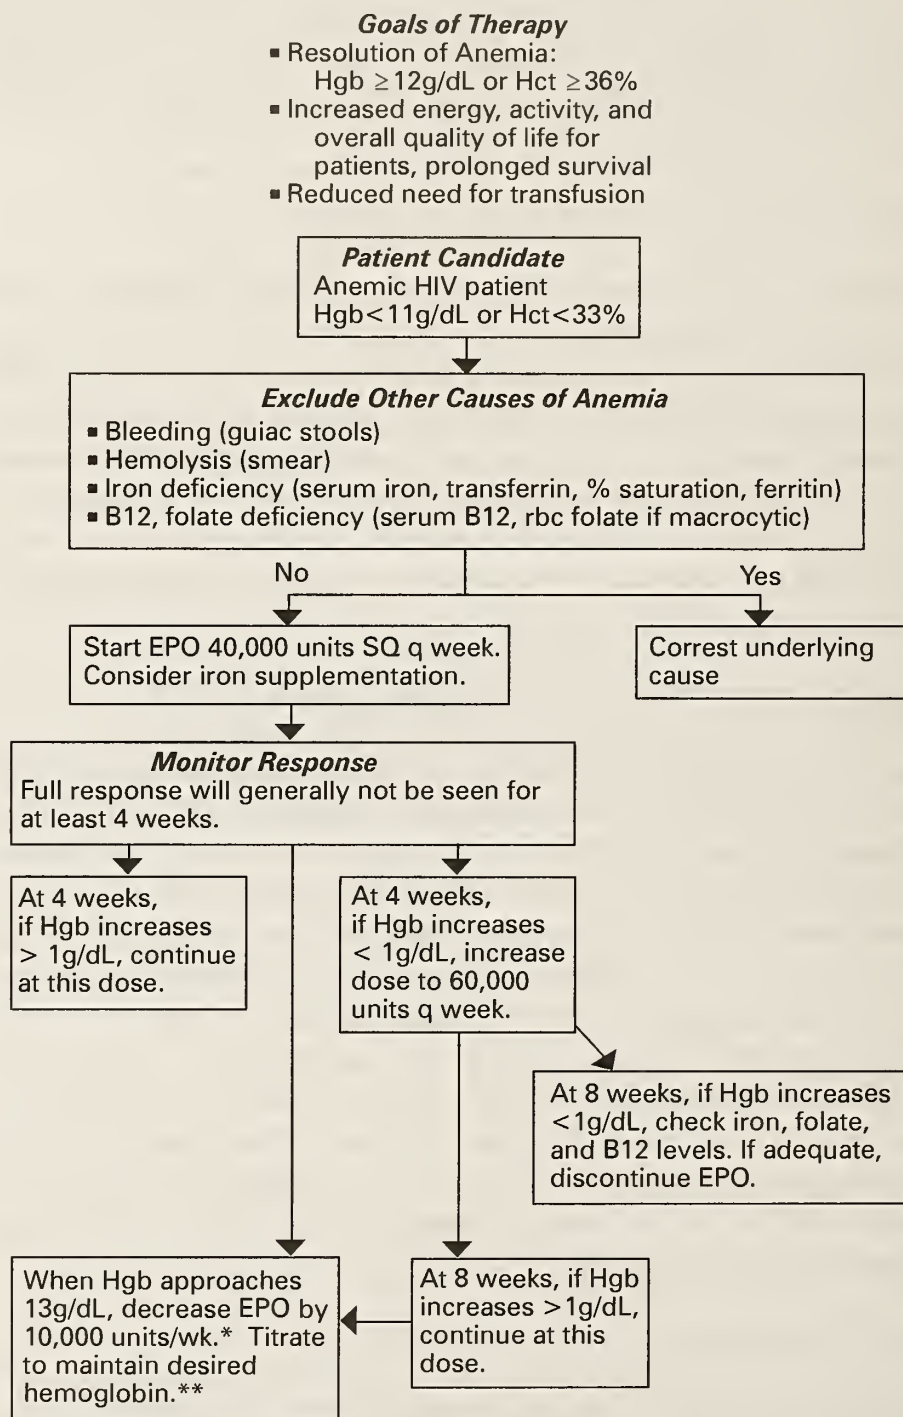 Goals of Therapy
▪ Resolution of Anemia:
Hgb ≥12g/dL or Hct ≥36%
▪ Increased energy, activity, and
overall quality of life for
patients, prolonged survival
▪ Reduced need for transfusion
Patient Candidate
Anemic HIV patient
Hgb<11g/dL or Hct<33%
Exclude Other Causes of Anemia
▪ Bleeding (guiac stools)
▪ Hemolysis (smear)
▪ Iron deficiency (serum iron, transferrin, % saturation, ferritin)
▪ B12, folate deficiency (serum B12, rbc folate if macrocytic)
No
Yes
Start EPO 40,000 units SQ q week.
Consider iron supplementation.
Correst underlying
cause
Monitor Response
Full response will generally not be seen for
at least 4 weeks.
At 4 weeks,
if Hgb increases
> 1g/dL, continue
at this dose.
At 4 weeks,
if Hgb increases
< 1g/dL, increase
dose to 60,000
units q week.
At 8 weeks, if Hgb increases
<1g/dL, check iron, folate,
and B12 levels. If adequate,
discontinue EPO.
When Hgb approaches
13g/dL, decrease EPO by
10,000 units/wk.* Titrate
to maintain desired
hemoglobin.**
At 8 weeks, if Hgb
increases >1g/dL,
continue at this
dose.